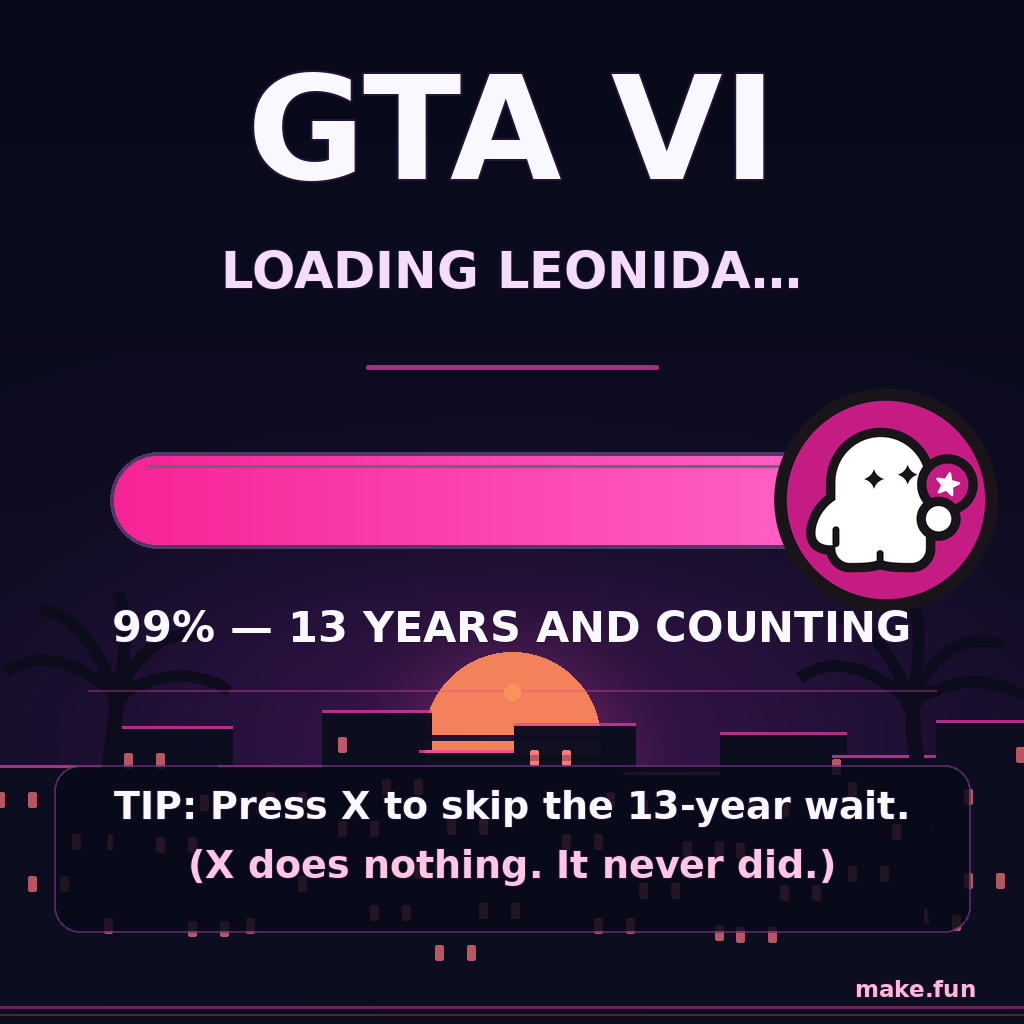 GTA VI
LOADING LEONIDA...
99% — 13 YEARS AND COUNTING
TIP: Press X to skip the 13-year wait.
(X does nothing. It never did.)
make.fun